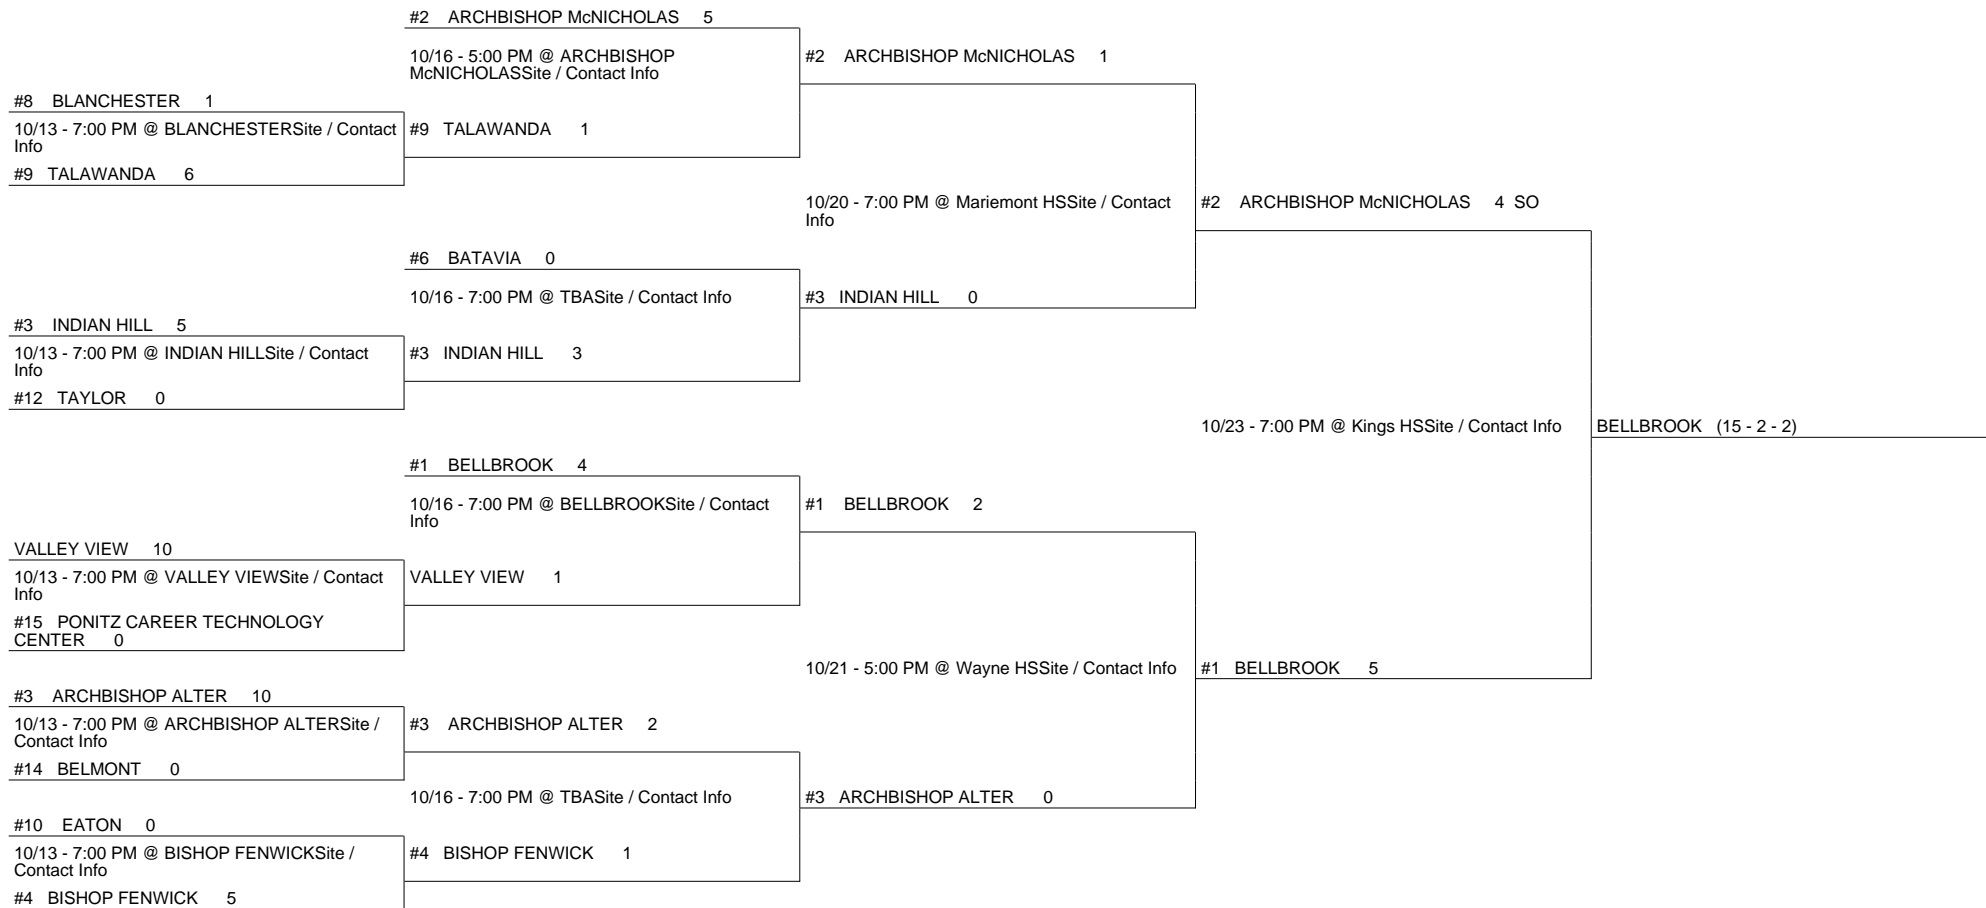 #2 ARCHBISHOP McNICHOLAS 5
10/16 - 5:00 PM @ ARCHBISHOP
McNICHOLASSite / Contact Info
#2 ARCHBISHOP McNICHOLAS 1
#8 BLANCHESTER 1
10/13 - 7:00 PM @ BLANCHESTERSite / Contact
Info
#9 TALAWANDA 1
#9 TALAWANDA 6
10/20 - 7:00 PM @ Mariemont HSSite / Contact
Info
#2 ARCHBISHOP McNICHOLAS 4 SO
#6 BATAVIA 0
10/16 - 7:00 PM @ TBASite / Contact Info
#3 INDIAN HILL 0
#3 INDIAN HILL 5
10/13 - 7:00 PM @ INDIAN HILLSite / Contact
Info
#3 INDIAN HILL 3
#12 TAYLOR 0
10/23 - 7:00 PM @ Kings HSSite / Contact Info
BELLBROOK (15 - 2 - 2)
#1 BELLBROOK 4
10/16 - 7:00 PM @ BELLBROOKSite / Contact
Info
#1 BELLBROOK 2
VALLEY VIEW 10
10/13 - 7:00 PM @ VALLEY VIEWSite / Contact
Info
VALLEY VIEW 1
#15 PONITZ CAREER TECHNOLOGY
CENTER 0
10/21 - 5:00 PM @ Wayne HSSite / Contact Info
#1 BELLBROOK 5
#3 ARCHBISHOP ALTER 10
10/13 - 7:00 PM @ ARCHBISHOP ALTERSite /
Contact Info
#3 ARCHBISHOP ALTER 2
#14 BELMONT 0
10/16 - 7:00 PM @ TBASite / Contact Info
#3 ARCHBISHOP ALTER 0
#10 EATON 0
10/13 - 7:00 PM @ BISHOP FENWICKSite /
Contact Info
#4 BISHOP FENWICK 1
#4 BISHOP FENWICK 5